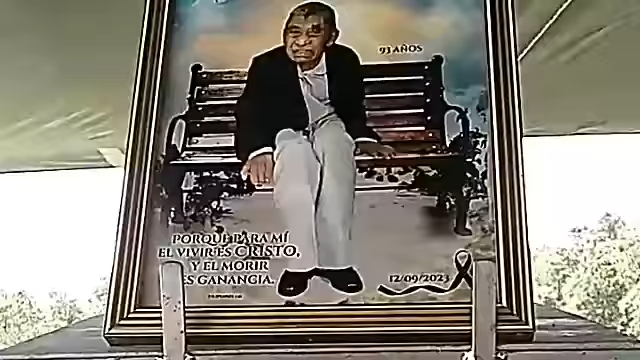 93 AÑOS
PORQUE PARA MÍ
EL VIVIR ES CRISTO,
Y EL MORIR
ES GANANCIA.
12/09/2023